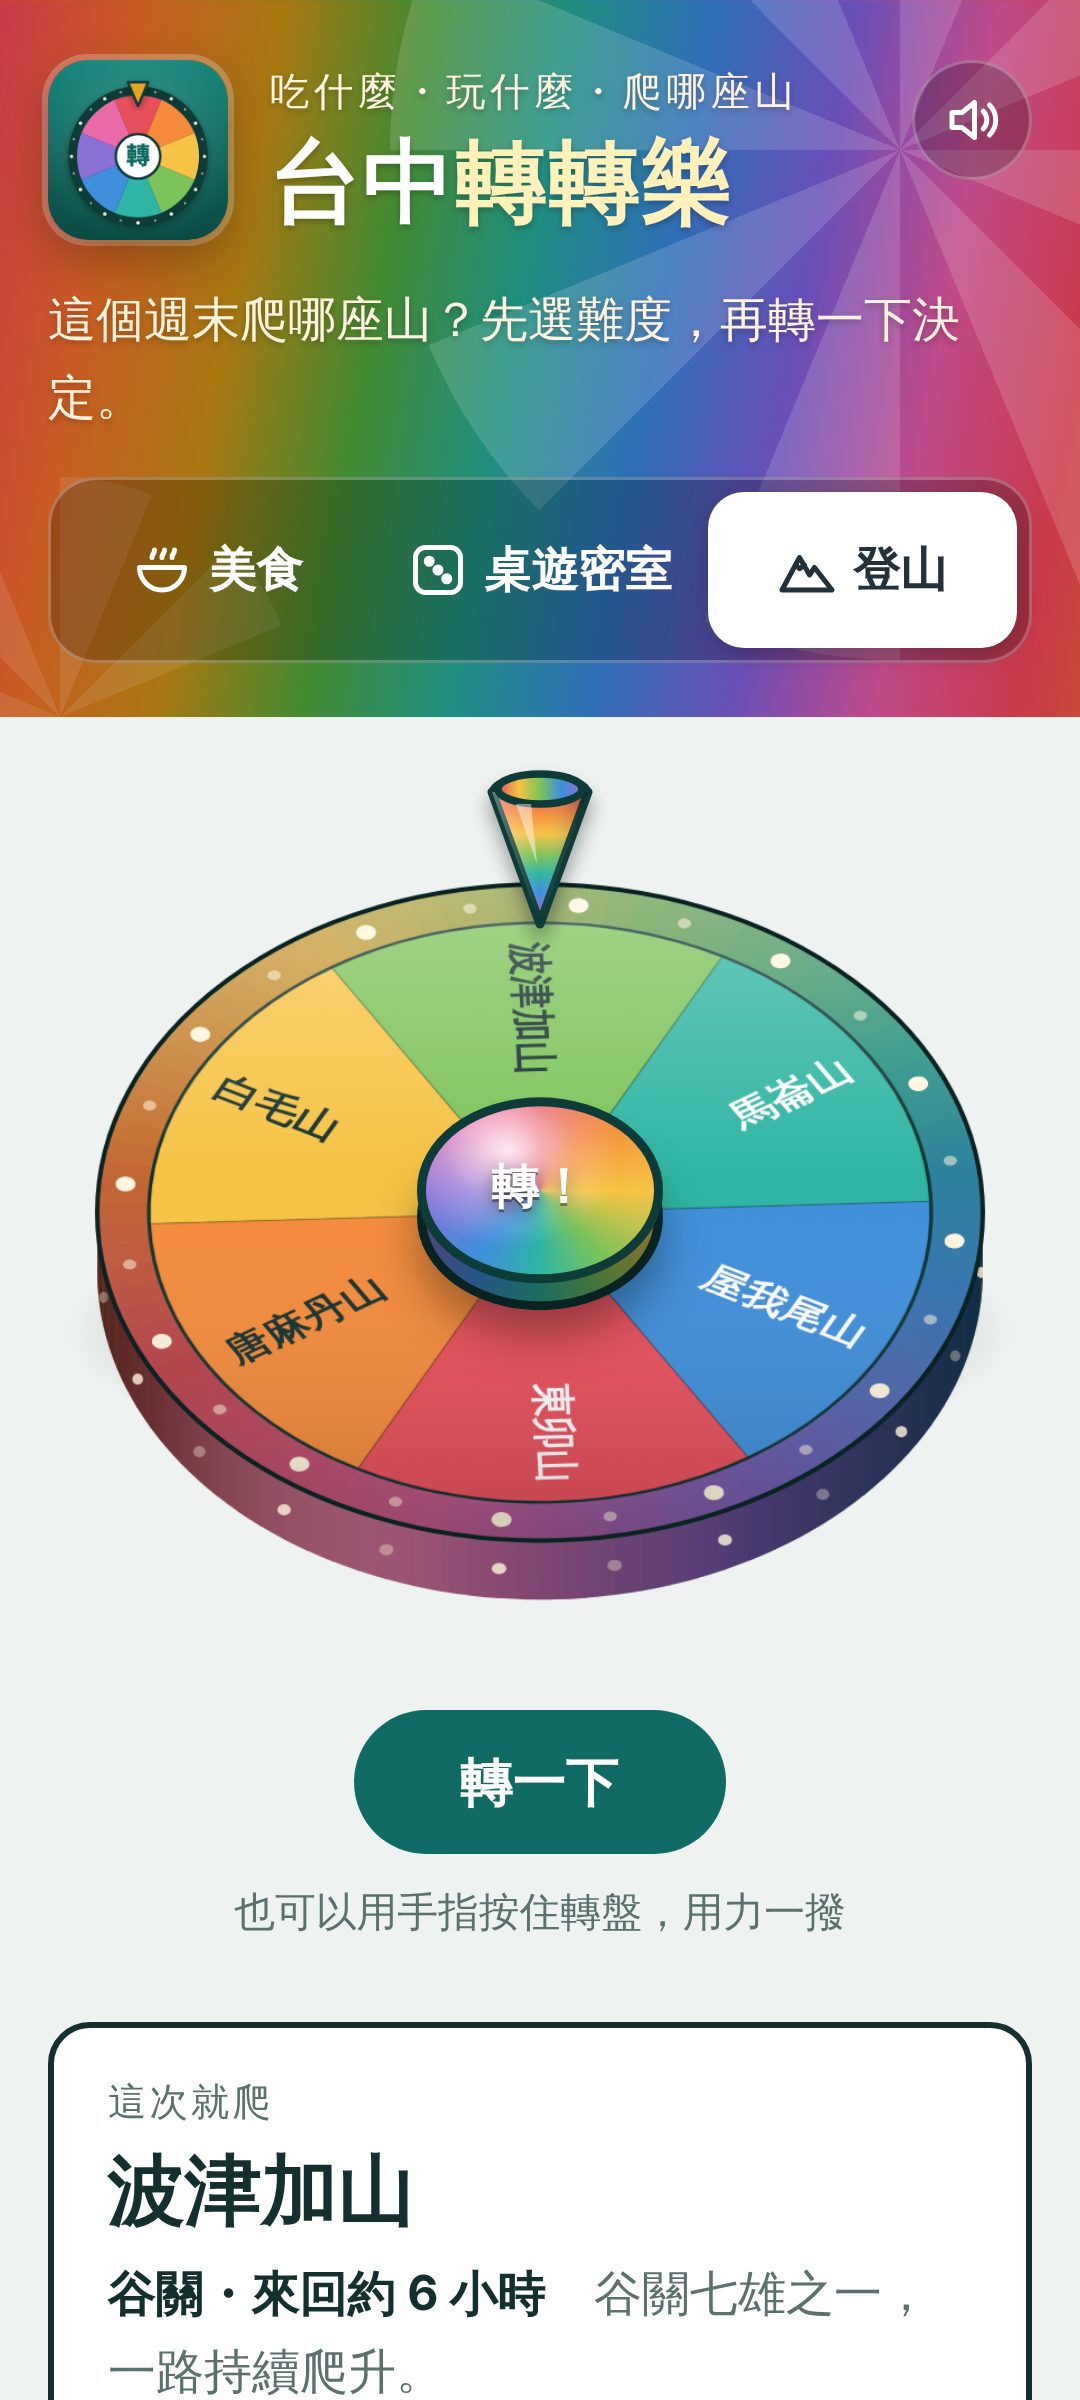 轉
吃什麼・玩什麼・爬哪座山
台中轉轉樂
這個週末爬哪座山？先選難度，再轉一下決
定。
美食
桌遊密室
登山
波津加山
白毛山
馬崙山
轉！
唐麻丹山
屋我尾山
東卯山
轉一下
也可以用手指按住轉盤，用力一撥
這次就爬
波津加山
谷關・來回約 6 小時 谷關七雄之一，
一路持續爬升。